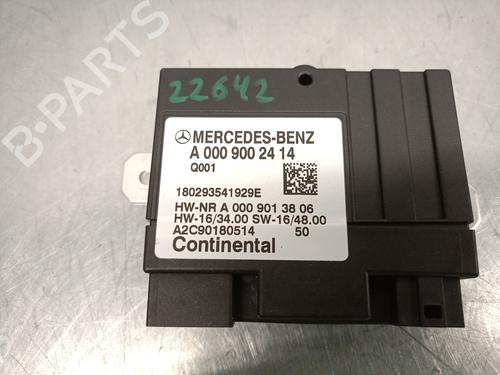 22642
MERCEDES-BENZ
A 000 900 24 14
Q001
180293541929E
HW-NR A 000 901 38 06
HW-16/34.00 SW-16/48.00
A2C90180514 50
Continental
B-PARTS